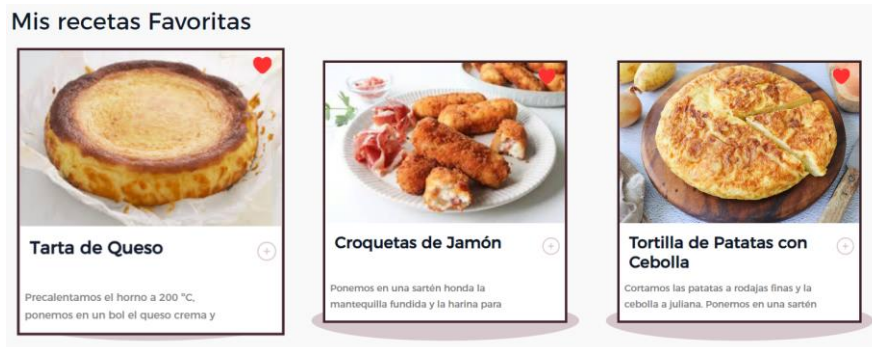 Mis recetas Favoritas
Tarta de Queso
Precalentamos el horno a 200 °C,
ponemos en un bol el queso crema y
Croquetas de Jamón
Ponemos en una sartén honda la
mantequilla fundida y la harina para
Tortilla de Patatas con
Cebolla
Cortamos las patatas a rodajas finas y la
cebolla a juliana. Ponemos en una sartén